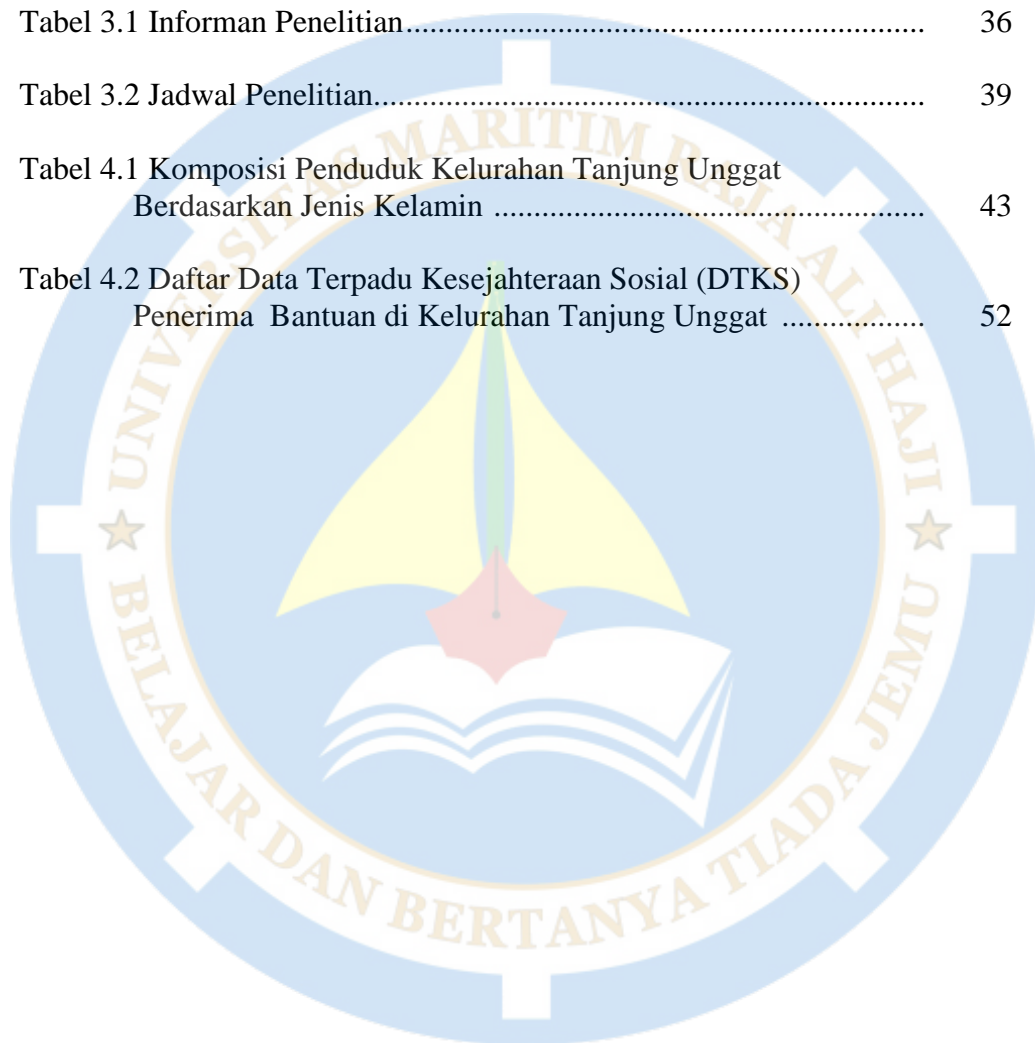 Tabel 3.1 Informan Penelitian................................................................ 36
Tabel 3.2 Jadwal Penelitian.................................................................... 39
Tabel 4.1 Komposisi Penduduk Kelurahan Tanjung Unggat
Berdasarkan Jenis Kelamin ..................................................... 43
Tabel 4.2 Daftar Data Terpadu Kesejahteraan Sosial (DTKS)
Penerima Bantuan di Kelurahan Tanjung Unggat .................. 52
UNIVERSITAS MARITIM RAJA ALI HAJI
BELAJAR DAN BERTANYA TIADA JEMU